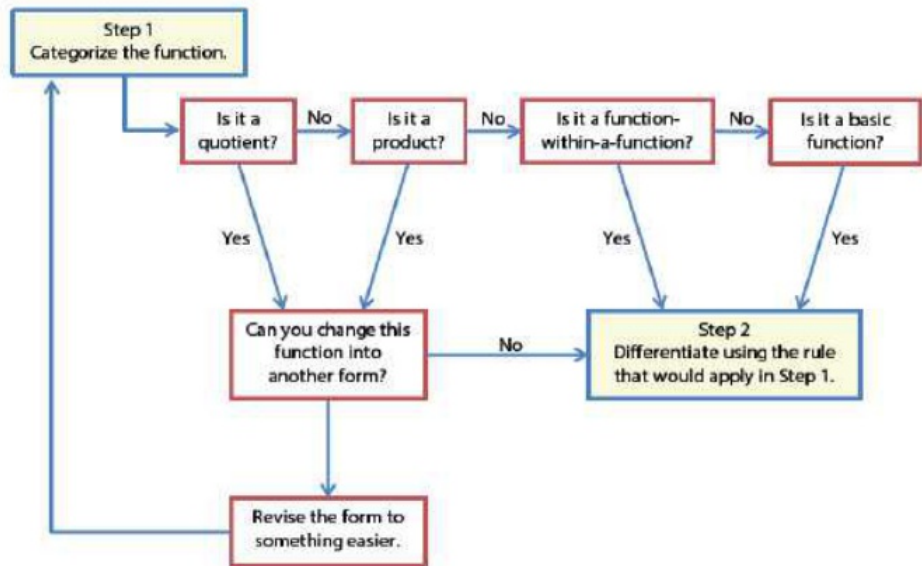 Step 1
Categorize the function.
Is it a
quotient?
No
Is it a
product?
No
Is it a function-
within-a-function?
No
Is it a basic
function?
Yes
Yes
Yes
Yes
Can you change this
function into
another form?
No
Step 2
Differentiate using the rule
that would apply in Step 1.
Revise the form to
something easier.